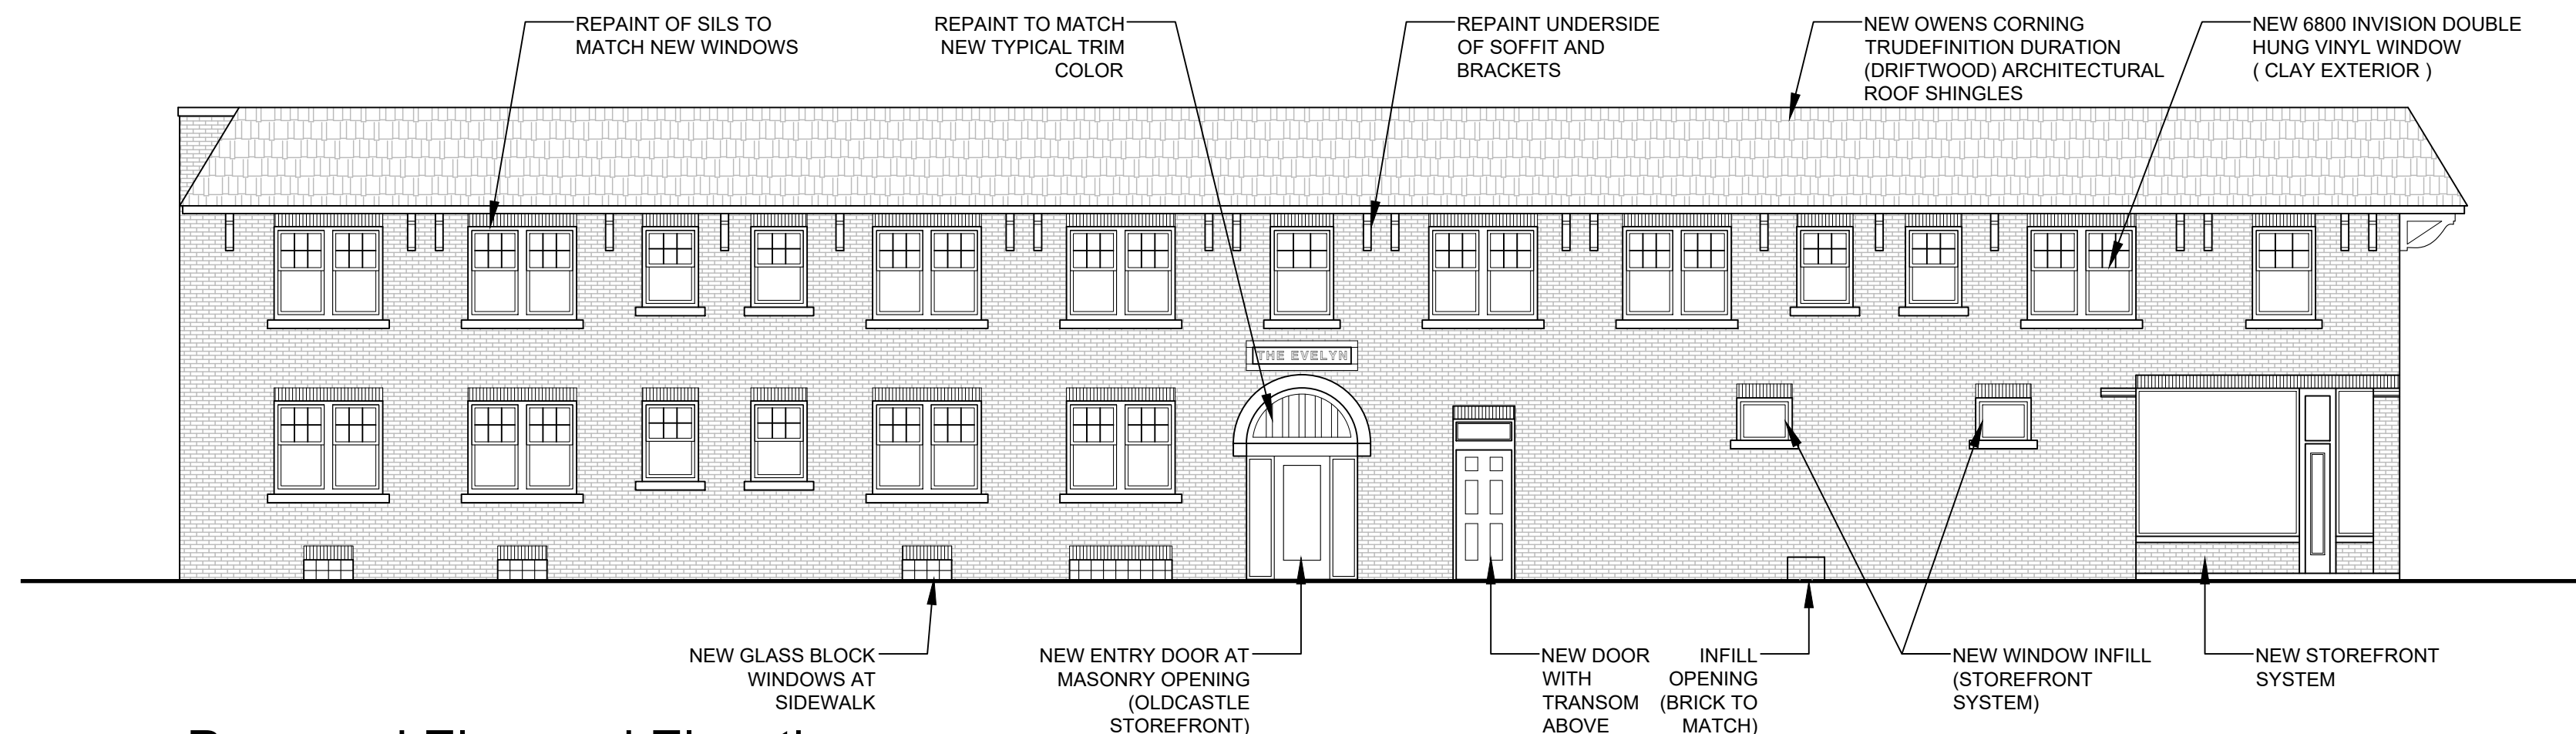 REPAINT OF SILS TO
MATCH NEW WINDOWS
REPAINT TO MATCH
NEW TYPICAL TRIM
COLOR
REPAINT UNDERSIDE
OF SOFFIT AND
BRACKETS
NEW OWENS CORNING
TRUDEFINITION DURATION
(DRIFTWOOD) ARCHITECTURAL
ROOF SHINGLES
NEW 6800 INVISION DOUBLE
HUNG VINYL WINDOW
( CLAY EXTERIOR )
THE EVELYN
NEW GLASS BLOCK
WINDOWS AT
SIDEWALK
NEW ENTRY DOOR AT
MASONRY OPENING
(OLDCASTLE
STOREFRONT)
NEW DOOR
WITH
TRANSOM
ABOVE
INFILL
OPENING
(BRICK TO
MATCH)
NEW WINDOW INFILL
(STOREFRONT
SYSTEM)
NEW STOREFRONT
SYSTEM